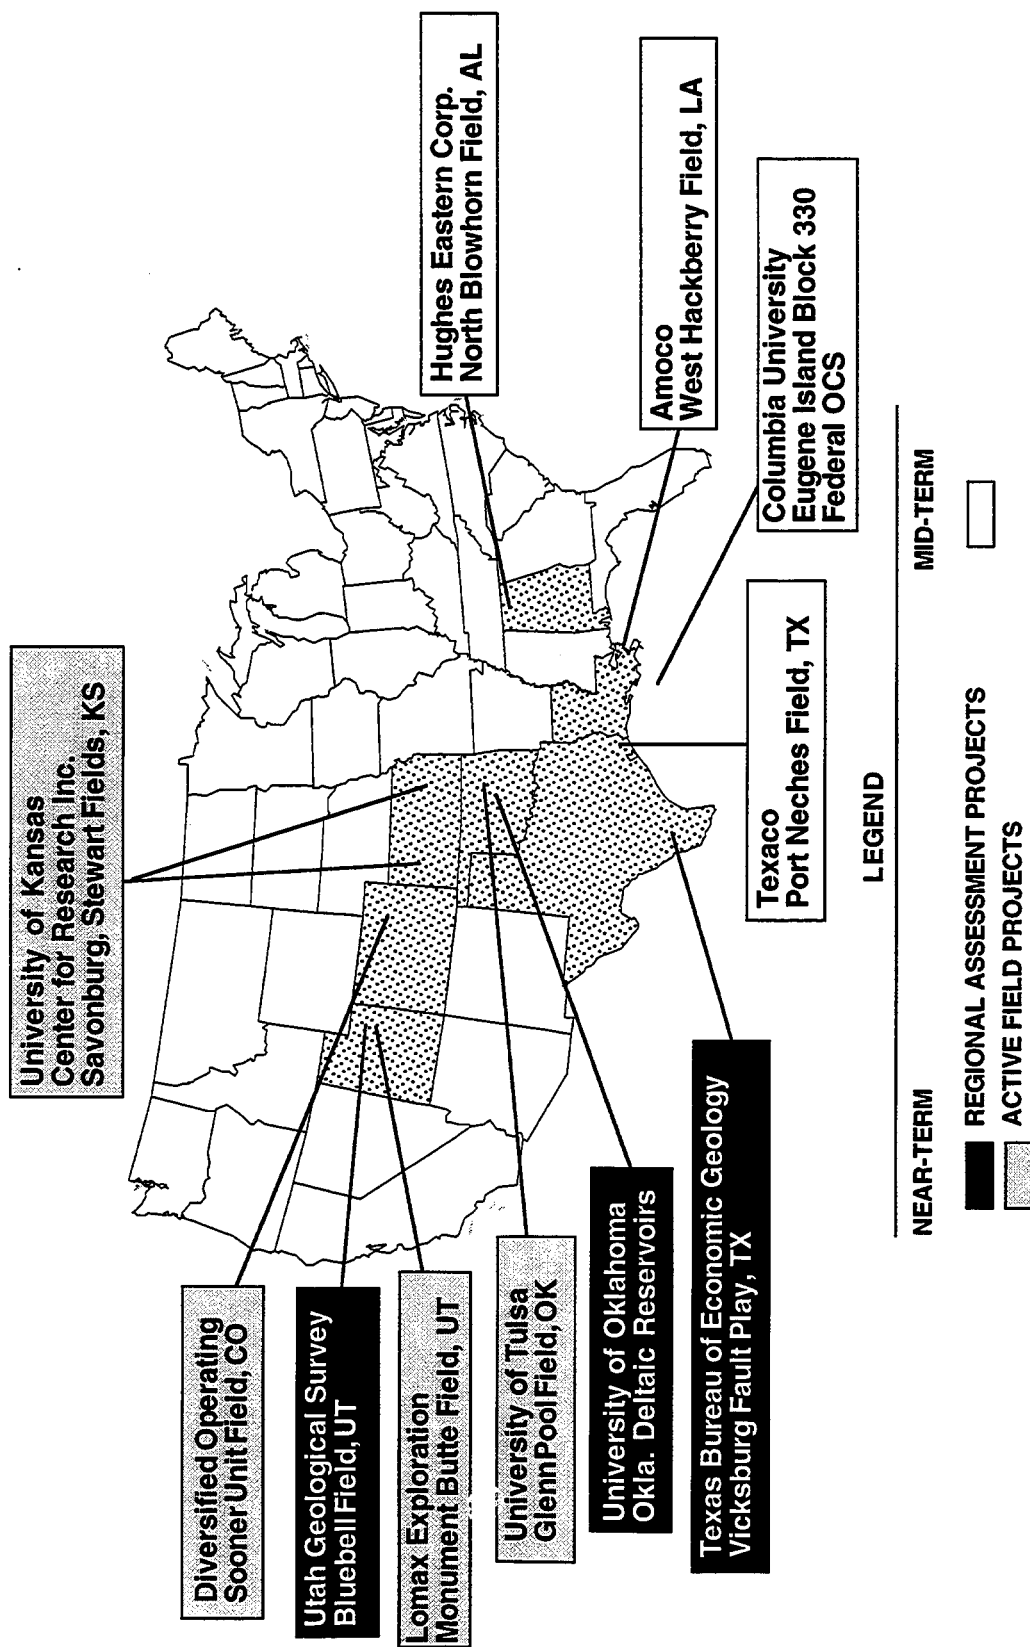 University of Kansas
Center for Research Inc.
Savonburg, Stewart Fields, KS
Hughes Eastern Corp.
North Blowhorn Field, AL
Amoco
West Hackberry Field, LA
Columbia University
Eugene Island Block 330
Federal OCS
Texaco
Port Neches Field, TX
Diversified Operating
Sooner Unit Field, CO
Utah Geological Survey
Bluebell Field, UT
Lomax Exploration
Monument Butte Field, UT
University of Tulsa
Glenn Pool Field, OK
University of Oklahoma
Okla. Deltaic Reservoirs
Texas Bureau of Economic Geology
Vicksburg Fault Play, TX
LEGEND
NEAR-TERM
MID-TERM
REGIONAL ASSESSMENT PROJECTS
ACTIVE FIELD PROJECTS